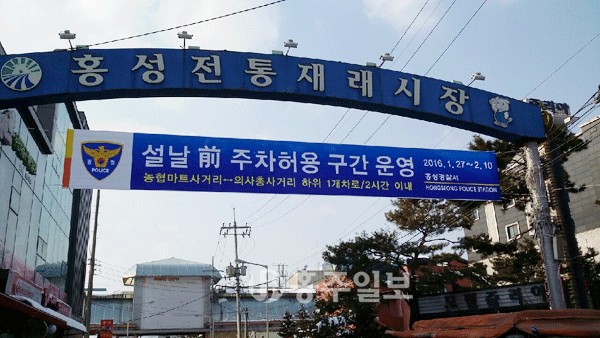 홍성전통재래시장
POLICE
설날 前 주차허용 구간 운영
농협마트사거리↔의사총사거리 하위 1개차로/2시간 이내
2016.1.27~2.10
홍성경찰서
HONGSEONG POLICE STATION
홍주일보